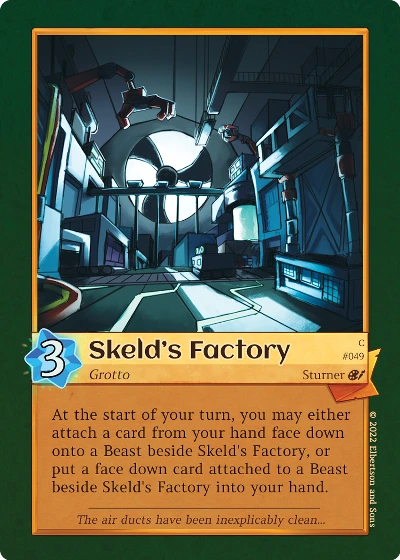 3
Skeld's Factory
C
#049
Grotto
Sturner
At the start of your turn, you may either
attach a card from your hand face down
onto a Beast beside Skeld's Factory, or
put a face down card attached to a Beast
beside Skeld's Factory into your hand.
The air ducts have been inexplicably clean...
© 2022 Elbertson and Sons